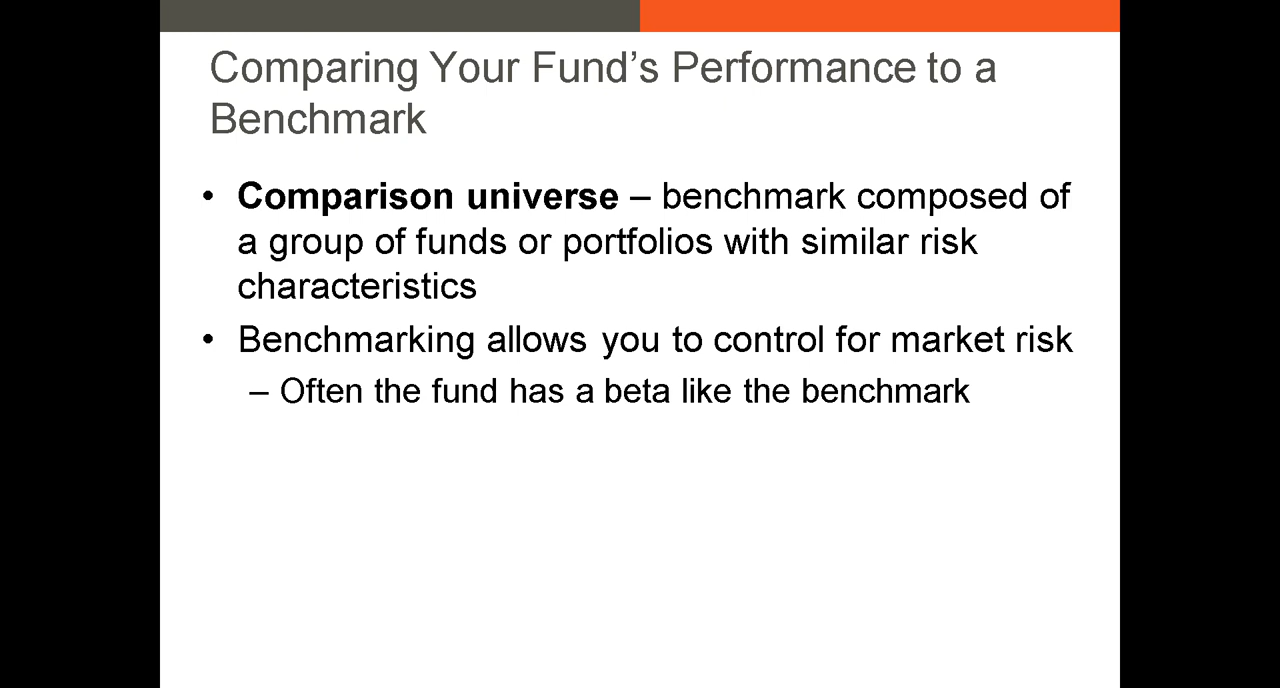 Comparing Your Fund’s Performance to a
Benchmark
• Comparison universe – benchmark composed of
a group of funds or portfolios with similar risk
characteristics
• Benchmarking allows you to control for market risk
– Often the fund has a beta like the benchmark